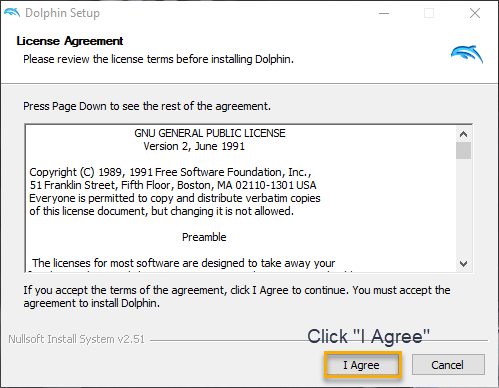 Dolphin Setup
License Agreement
Please review the license terms before installing Dolphin.
Press Page Down to see the rest of the agreement.
GNU GENERAL PUBLIC LICENSE
Version 2, June 1991
Copyright (C) 1989, 1991 Free Software Foundation, Inc.,
51 Franklin Street, Fifth Floor, Boston, MA 02110-1301 USA
Everyone is permitted to copy and distribute verbatim copies
of this license document, but changing it is not allowed.
Preamble
The licenses for most software are designed to take away your
If you accept the terms of the agreement, click I Agree to continue. You must accept the
agreement to install Dolphin.
Nullsoft Install System v2.51
Click "I Agree"
I Agree
Cancel